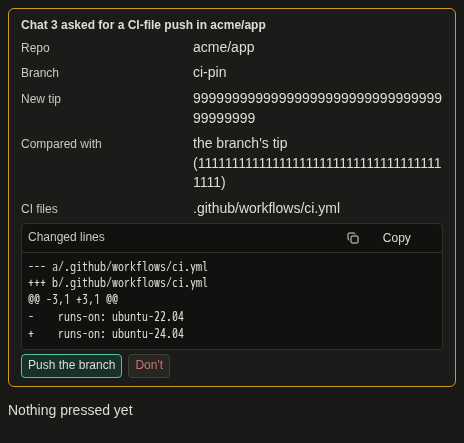 Chat 3 asked for a CI-file push in acme/app
Repo acme/app
Branch ci-pin
New tip 99999999999999999999999999999999
99999999
Compared with the branch's tip
(111111111111111111111111111111111111
1111)
CI files .github/workflows/ci.yml
Changed lines Copy
--- a/.github/workflows/ci.yml
+++ b/.github/workflows/ci.yml
@@ -3,1 +3,1 @@
-    runs-on: ubuntu-22.04
+    runs-on: ubuntu-24.04
Push the branch Don't
Nothing pressed yet